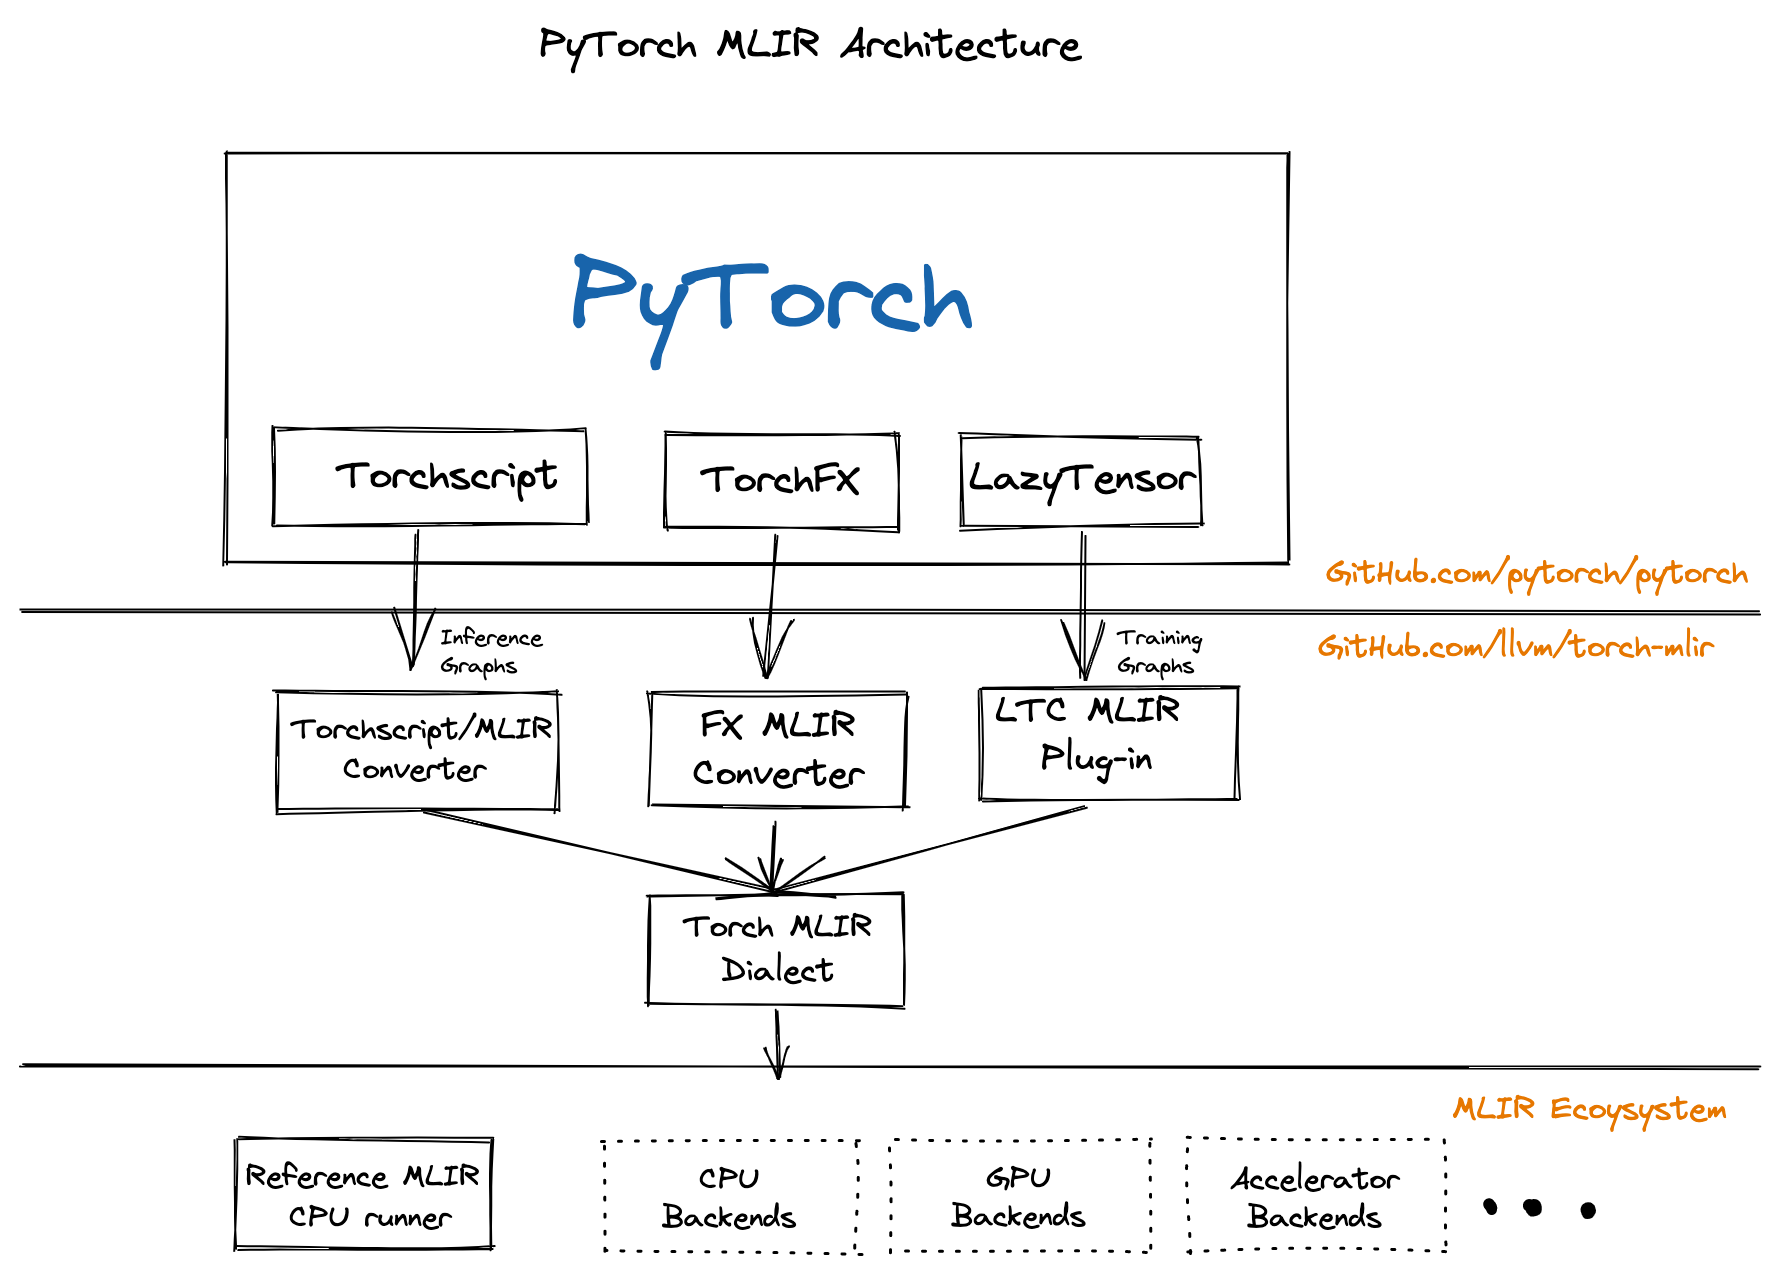 PyTorch MLIR Architecture
PyTorch
Torchscript
TorchFX
LazyTensor
GitHub.com/pytorch/pytorch
GitHub.com/llvm/torch-mlir
Inference
Graphs
Training
Graphs
Torchscript/MLIR
Converter
FX MLIR
Converter
LTC MLIR
Plug-in
Torch MLIR
Dialect
MLIR Ecoysystem
Reference MLIR
CPU runner
CPU
Backends
GPU
Backends
Accelerator
Backends